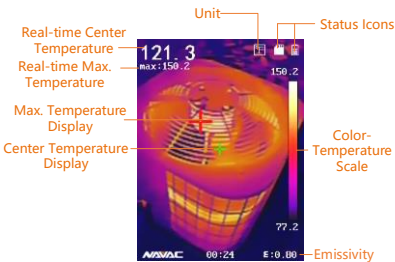 Unit
Status Icons
Real-time Center
Temperature
121.3
Real-time Max.
Temperature
max:150.2
150.2
Max. Temperature
Display
Center Temperature
Display
Color-
Temperature
Scale
77.2
NAVAC
00:24
E:0.80
Emissivity